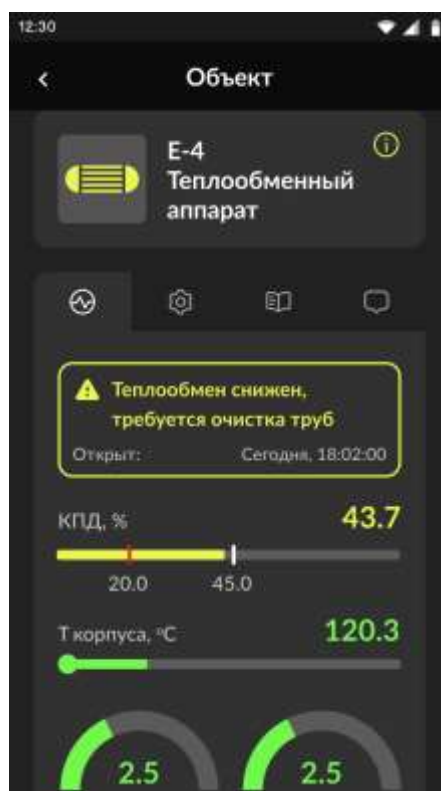 12:30
Объект
E-4
Теплообменный
аппарат
Теплообмен снижен,
требуется очистка труб
Открыт: Сегодня, 18:02:00
КПД, % 43.7
20.0 45.0
Т корпуса, °C 120.3
2.5 2.5